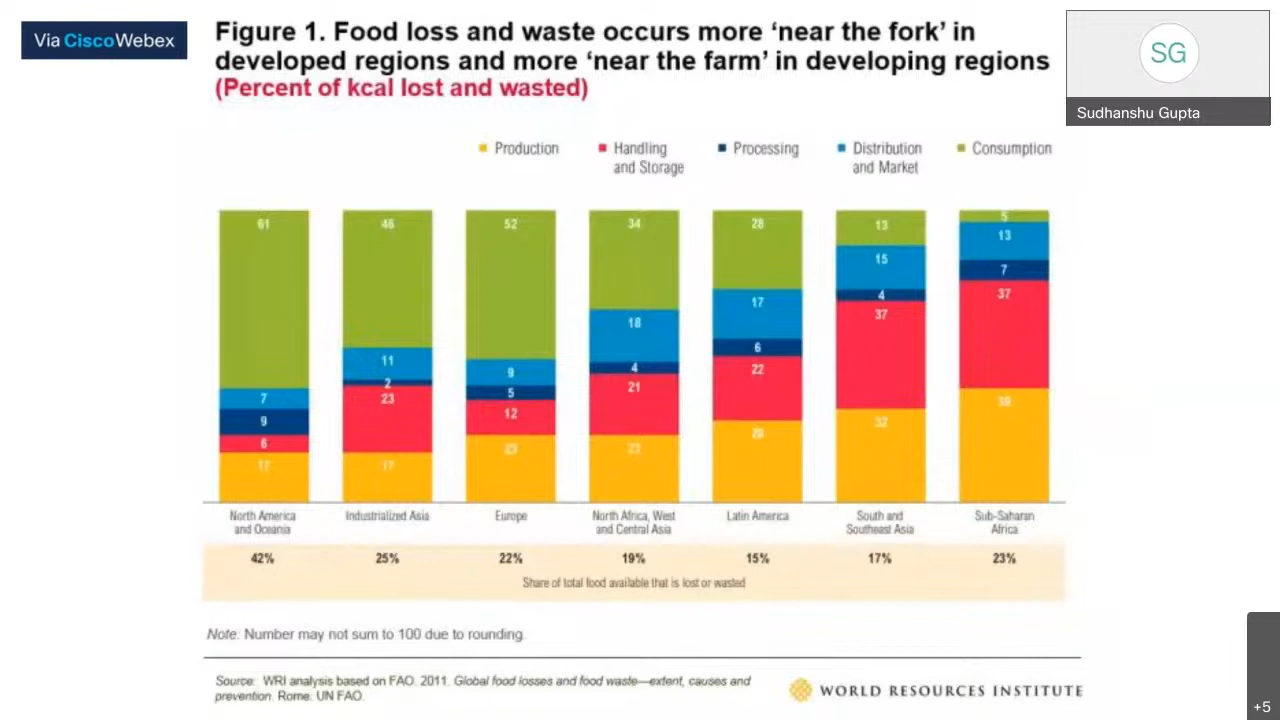 Via CiscoWebex
Figure 1. Food loss and waste occurs more ‘near the fork’ in
developed regions and more ‘near the farm’ in developing regions
(Percent of kcal lost and wasted)
SG
Sudhanshu Gupta
Production
Handling
and Storage
Processing
Distribution
and Market
Consumption
61
46
52
34
28
13
5
7
11
9
18
17
15
13
9
2
5
4
6
4
7
6
23
12
21
22
37
37
17
17
23
23
28
32
39
North America
and Oceania
Industrialized Asia
Europe
North Africa, West
and Central Asia
Latin America
South and
Southeast Asia
Sub-Saharan
Africa
42%
25%
22%
19%
15%
17%
23%
Share of total food available that is lost or wasted
Note: Number may not sum to 100 due to rounding.
Source: WRI analysis based on FAO. 2011. Global food losses and food waste—extent, causes and
prevention. Rome: UN FAO.
WORLD RESOURCES INSTITUTE
+5